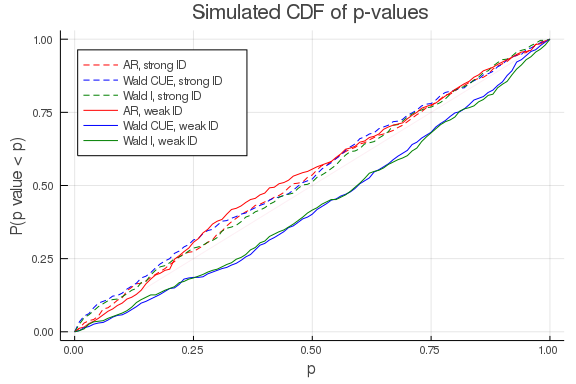 Simulated CDF of p-values
1.00
0.75
0.50
0.25
0.00
P(p value < p)
AR, strong ID
Wald CUE, strong ID
Wald I, strong ID
AR, weak ID
Wald CUE, weak ID
Wald I, weak ID
0.00 0.25 0.50 0.75 1.00
p